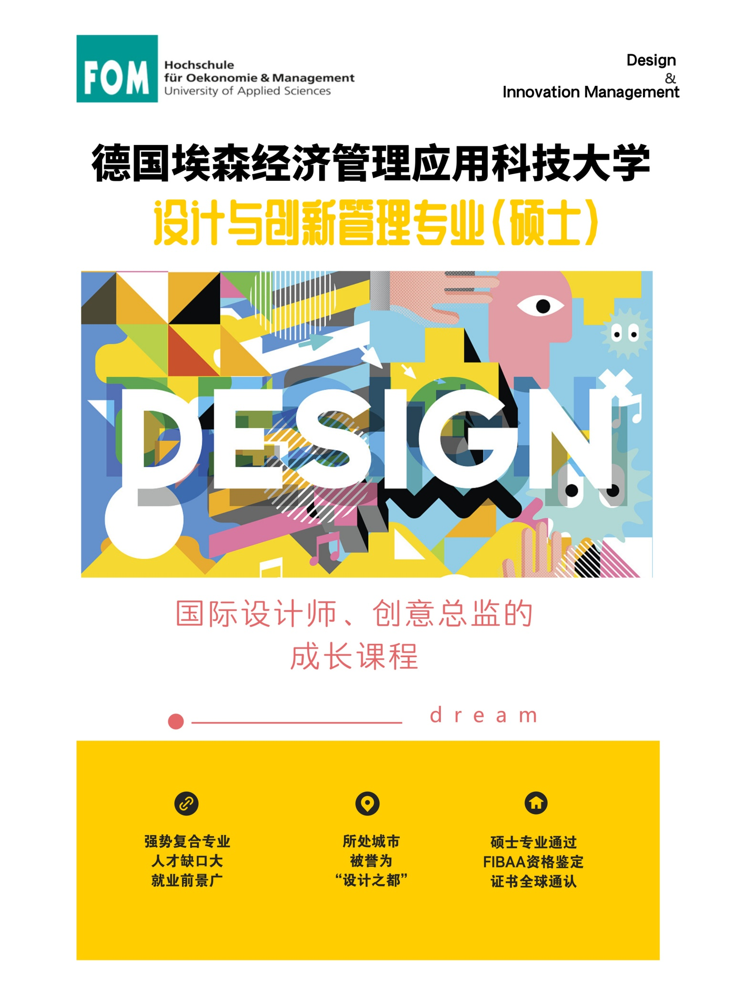 FOM
Hochschule
für Oekonomie & Management
University of Applied Sciences
Design
&
Innovation Management
德国埃森经济管理应用科技大学
设计与创新管理专业(硕士)
DESIGN
国际设计师、创意总监的
成长课程
dream
强势复合专业
人才缺口大
就业前景广
所处城市
被誉为
“设计之都”
硕士专业通过
FIBAA资格鉴定
证书全球通认